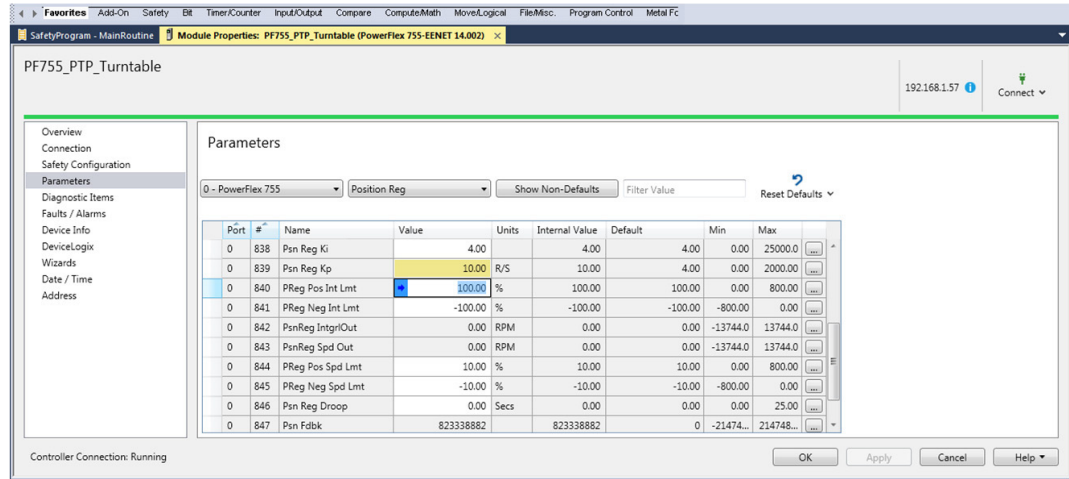 Favorites Add-On Safety Bit Timer/Counter Input/Output Compare Compute/Math Move/Logical File/Misc. Program Control Metal Fc
SafetyProgram - MainRoutine Module Properties: PF755_PTP_Turntable (PowerFlex 755-EENET 14.002) ×
PF755_PTP_Turntable
192.168.1.57 Connect
Overview
Connection
Safety Configuration
Parameters
Diagnostic Items
Faults / Alarms
Device Info
DeviceLogix
Wizards
Date / Time
Address
Parameters
0 - PowerFlex 755 Position Reg Show Non-Defaults Filter Value Reset Defaults
Port # Name Value Units Internal Value Default Min Max
0 838 Psn Reg Ki 4.00 4.00 4.00 0.00 25000.0 ...
0 839 Psn Reg Kp 10.00 R/S 10.00 4.00 0.00 2000.00 ...
0 840 PReg Pos Int Lmt 100.00 % 100.00 100.00 0.00 800.00 ...
0 841 PReg Neg Int Lmt -100.00 % -100.00 -100.00 -800.00 0.00 ...
0 842 PsnReg IntgrlOut 0.00 RPM 0.00 0.00 -13744.0 13744.0 ...
0 843 PsnReg Spd Out 0.00 RPM 0.00 0.00 -13744.0 13744.0 ...
0 844 PReg Pos Spd Lmt 10.00 % 10.00 10.00 0.00 800.00 ...
0 845 PReg Neg Spd Lmt -10.00 % -10.00 -10.00 -800.00 0.00 ...
0 846 Psn Reg Droop 0.00 Secs 0.00 0.00 0.00 25.00 ...
0 847 Psn Fdbk 823338882 823338882 0 -21474... 214748... ...
Controller Connection: Running OK Apply Cancel Help